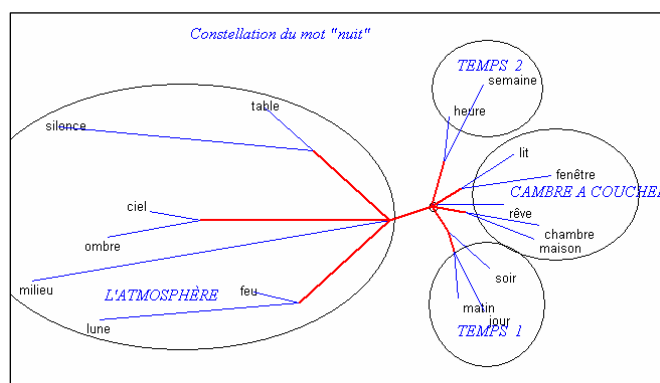 Constellation du mot "nuit"
TEMPS 2
semaine
heure
table
silence
lit
fenêtre
CAMBRE A COUCHER
rêve
chambre
maison
ciel
ombre
soir
milieu
L'ATMOSPHÈRE
feu
lune
matin
jour
TEMPS 1